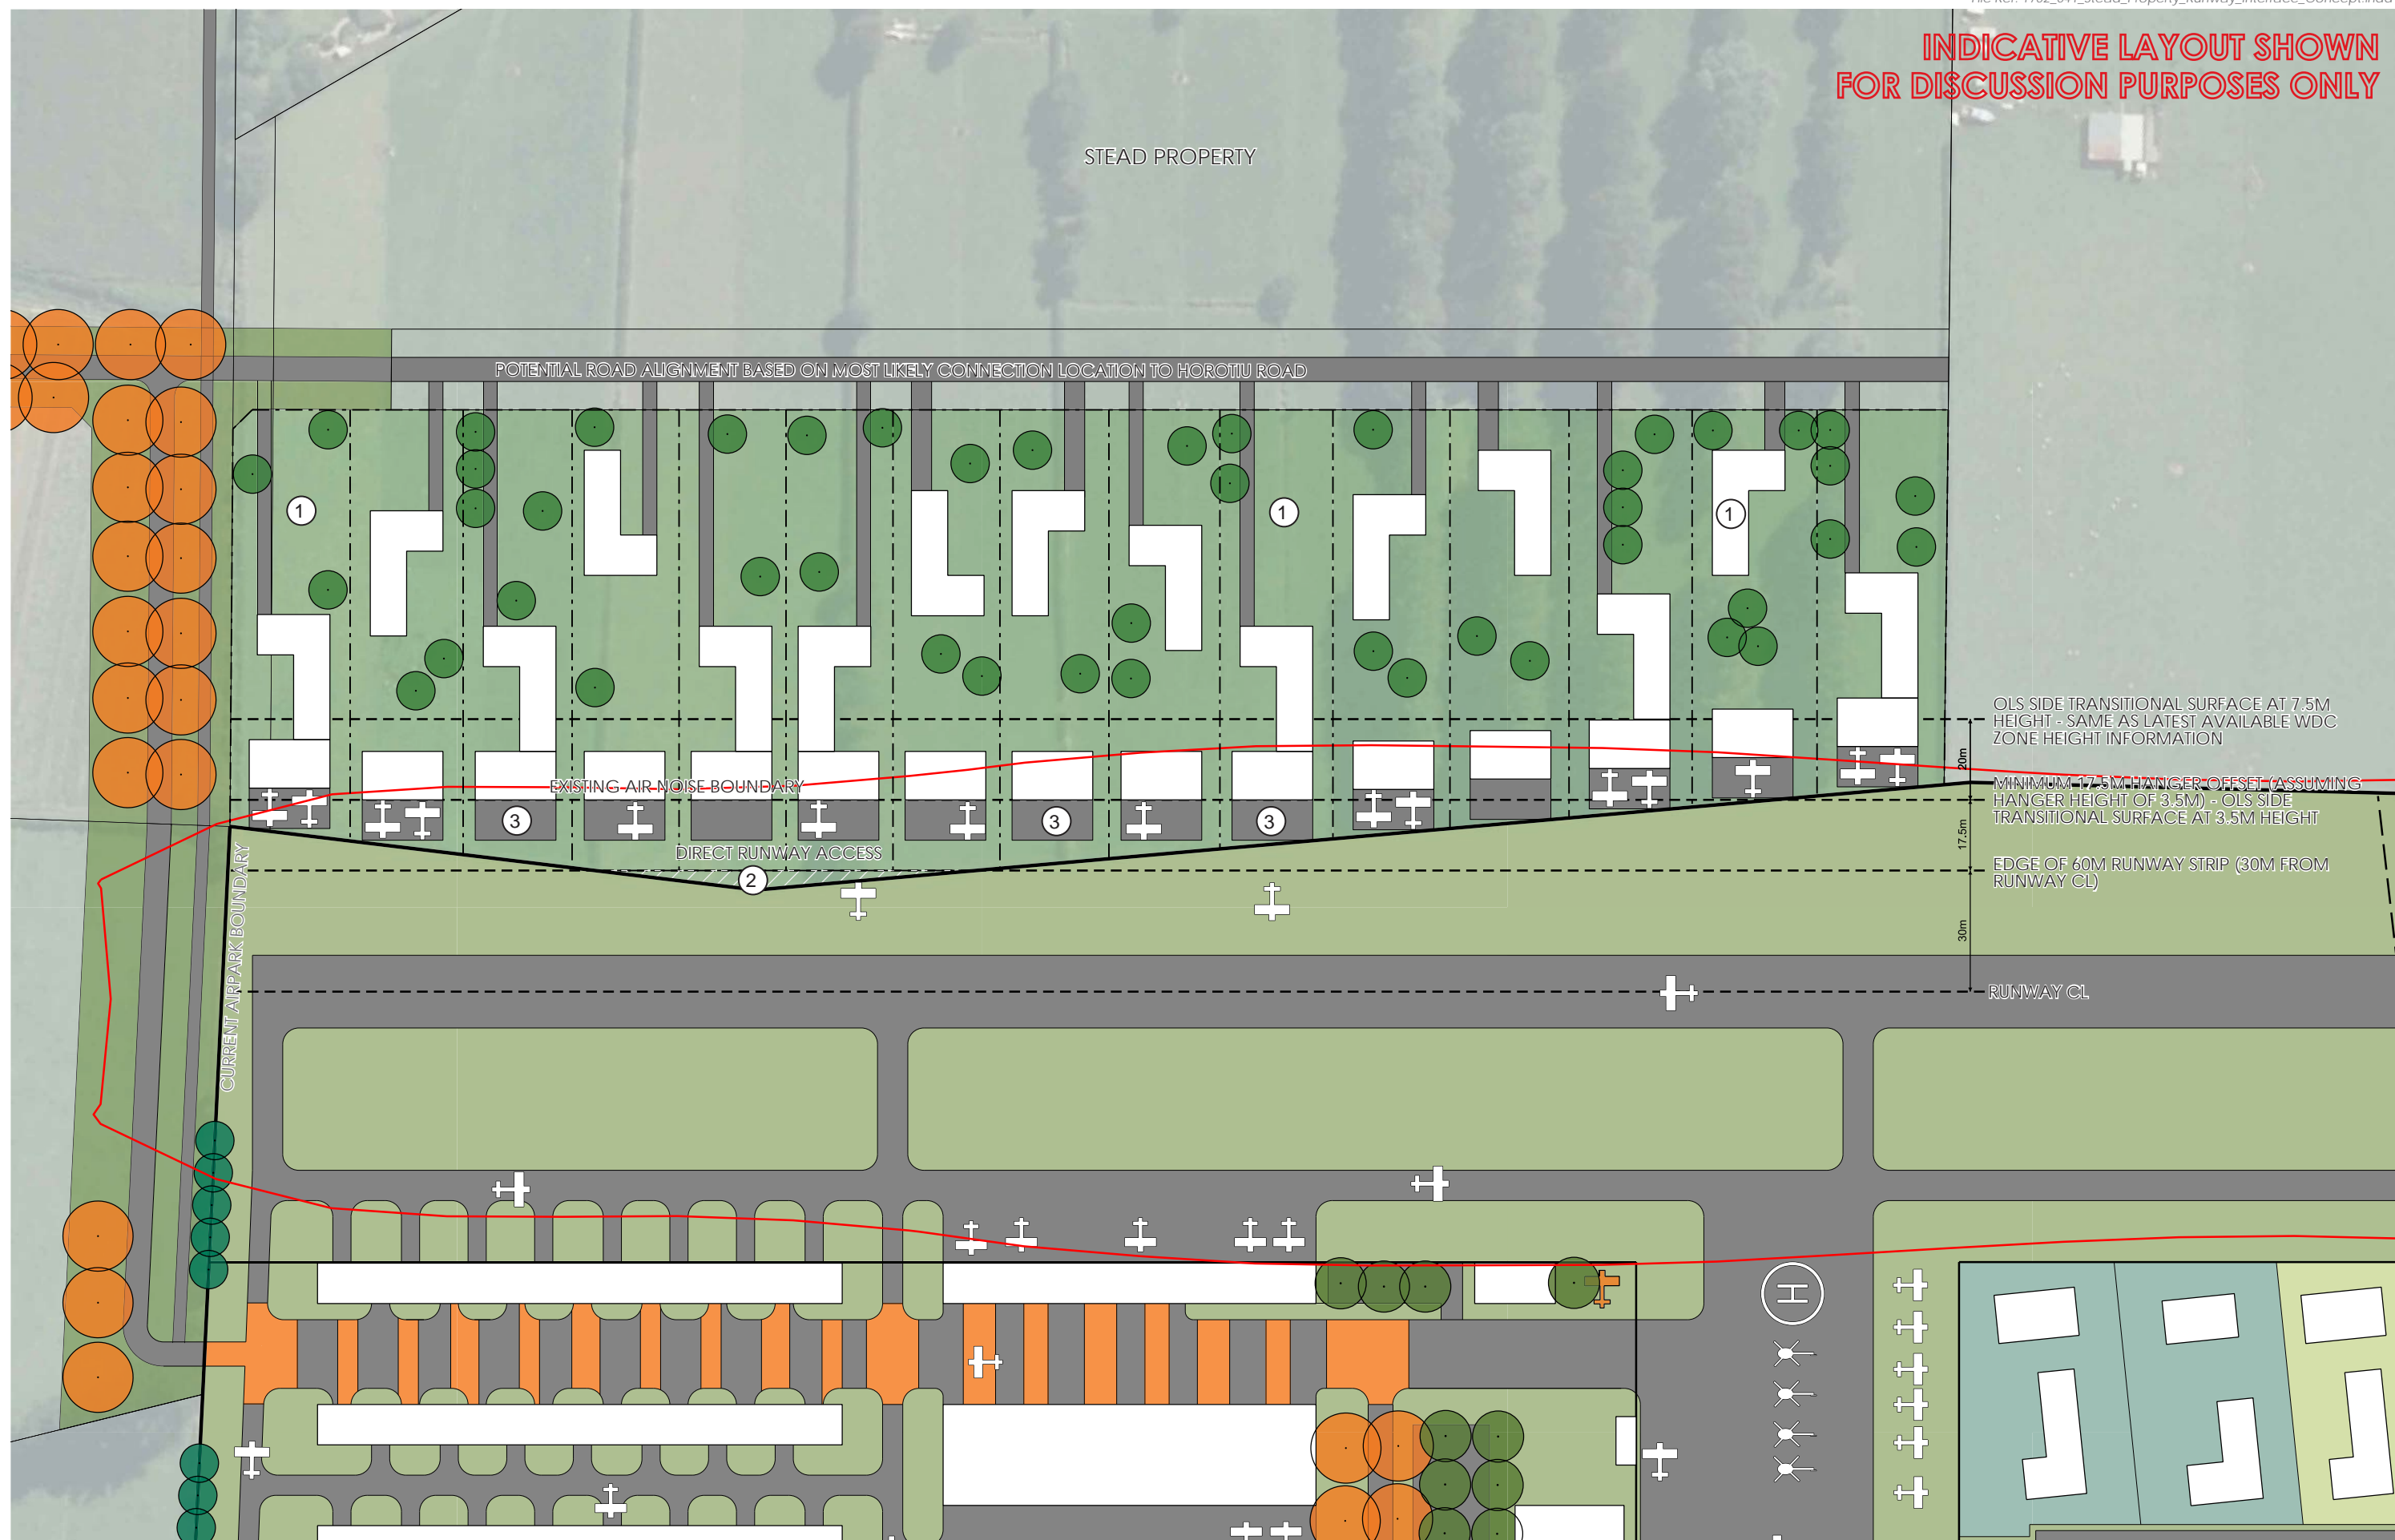 INDICATIVE LAYOUT SHOWN
FOR DISCUSSION PURPOSES ONLY
STEAD PROPERTY
POTENTIAL ROAD ALIGNMENT BASED ON MOST LIKELY CONNECTION LOCATION TO HOROTIU ROAD
1
1
1
OLS SIDE TRANSITIONAL SURFACE AT 7.5M
HEIGHT - SAME AS LATEST AVAILABLE WDC
ZONE HEIGHT INFORMATION
20m
EXISTING AIR NOISE BOUNDARY
MINIMUM 17.5M HANGER OFFSET (ASSUMING
HANGER HEIGHT OF 3.5M) - OLS SIDE
TRANSITIONAL SURFACE AT 3.5M HEIGHT
3
3
3
17.5m
DIRECT RUNWAY ACCESS
EDGE OF 60M RUNWAY STRIP (30M FROM
RUNWAY CL)
2
30m
CURRENT AIRPARK BOUNDARY
RUNWAY CL
H